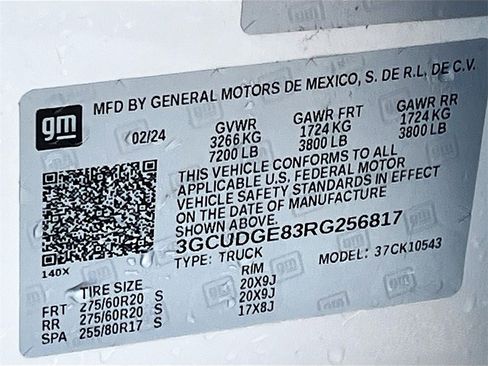 MFD BY GENERAL MOTORS DE MEXICO, S. DE R.L. DE C.V.
gm
02/24 GVWR GAWR FRT GAWR RR
3266 KG 1724 KG 1724 KG
7200 LB 3800 LB 3800 LB
THIS VEHICLE CONFORMS TO ALL
APPLICABLE U.S. FEDERAL MOTOR
VEHICLE SAFETY STANDARDS IN EFFECT
ON THE DATE OF MANUFACTURE
SHOWN ABOVE.
3GCUDGE83RG256817
140X TYPE: TRUCK MODEL: 37CK10543
TIRE SIZE RIM
FRT 275/60R20 S 20X9J
RR 275/60R20 S 20X9J
SPA 255/80R17 S 17X8J